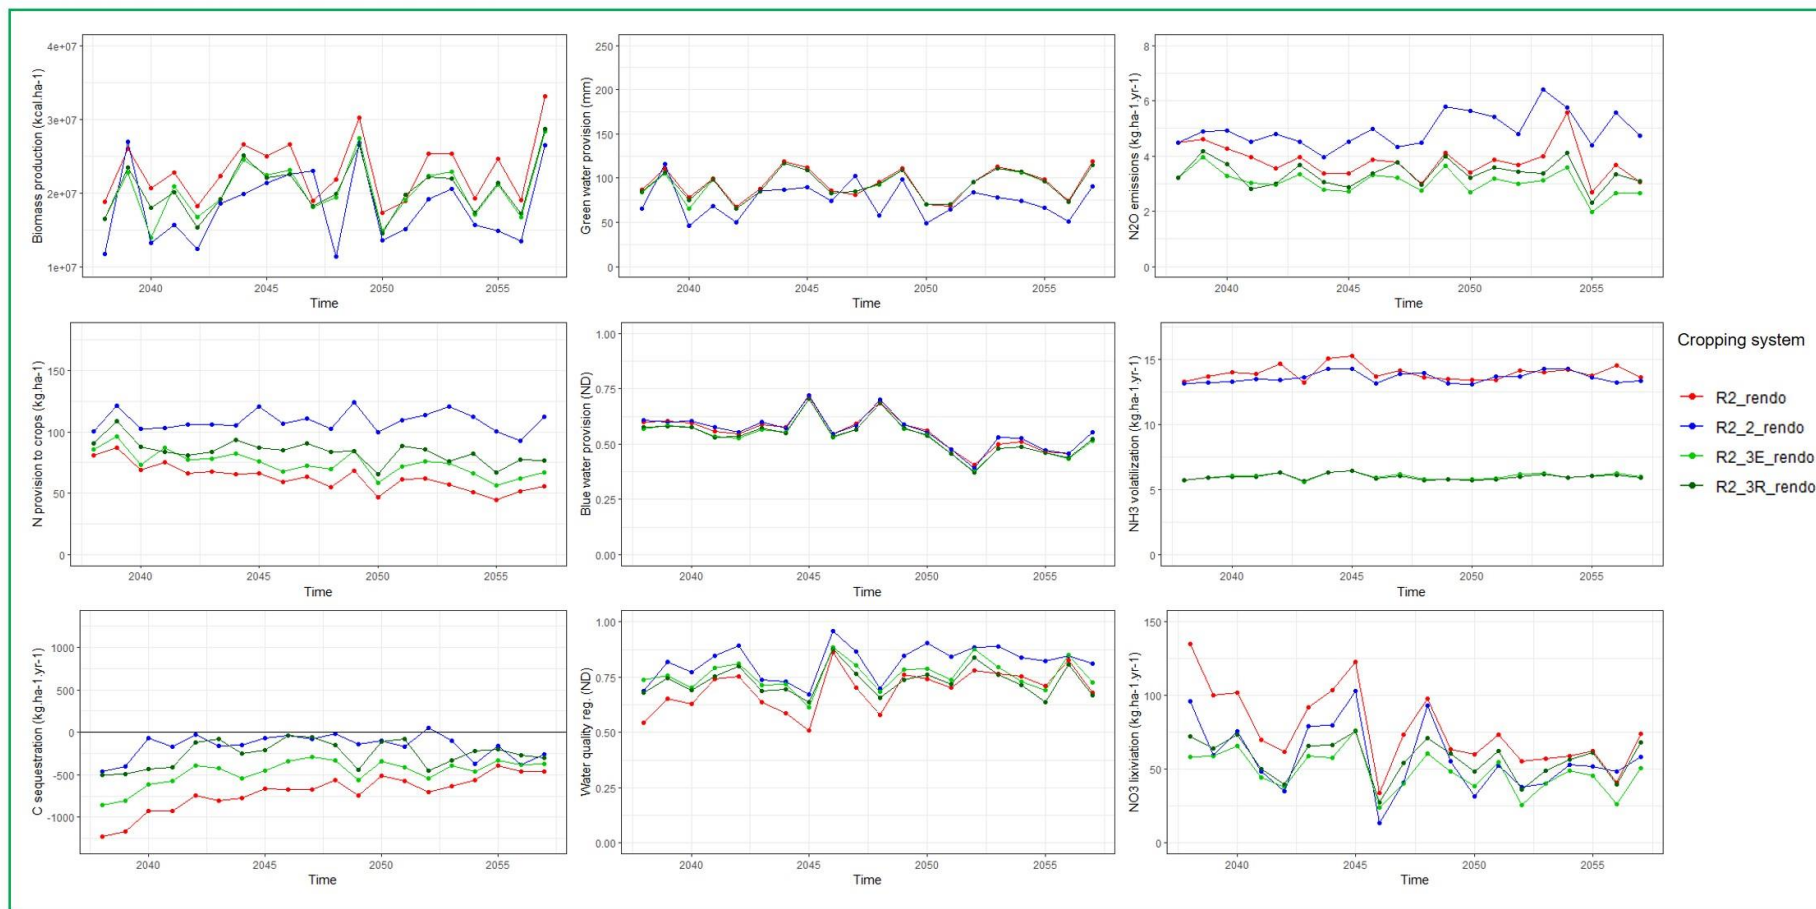 Biomass production (kcal.ha-1)
4e+07
3e+07
2e+07
1e+07
2040
2045
2050
2055
Time
Green water provision (mm)
250
200
150
100
50
0
2040
2045
2050
2055
Time
N2O emissions (kg.ha-1.yr-1)
8
6
4
2
0
2040
2045
2050
2055
Time
N provision to crops (kg.ha-1)
150
100
50
0
2040
2045
2050
2055
Time
Blue water provision (ND)
1.00
0.75
0.50
0.25
0.00
2040
2045
2050
2055
Time
NH3 volatilization (kg.ha-1.yr-1)
15
10
5
0
2040
2045
2050
2055
Time
C sequestration (kg.ha-1.yr-1)
1000
500
0
-500
-1000
2040
2045
2050
2055
Time
Water quality reg. (ND)
1.00
0.75
0.50
0.25
0.00
2040
2045
2050
2055
Time
NO3 lixiviation (kg.ha-1.yr-1)
150
100
50
0
2040
2045
2050
2055
Time
Cropping system
R2_rendo
R2_2_rendo
R2_3E_rendo
R2_3R_rendo